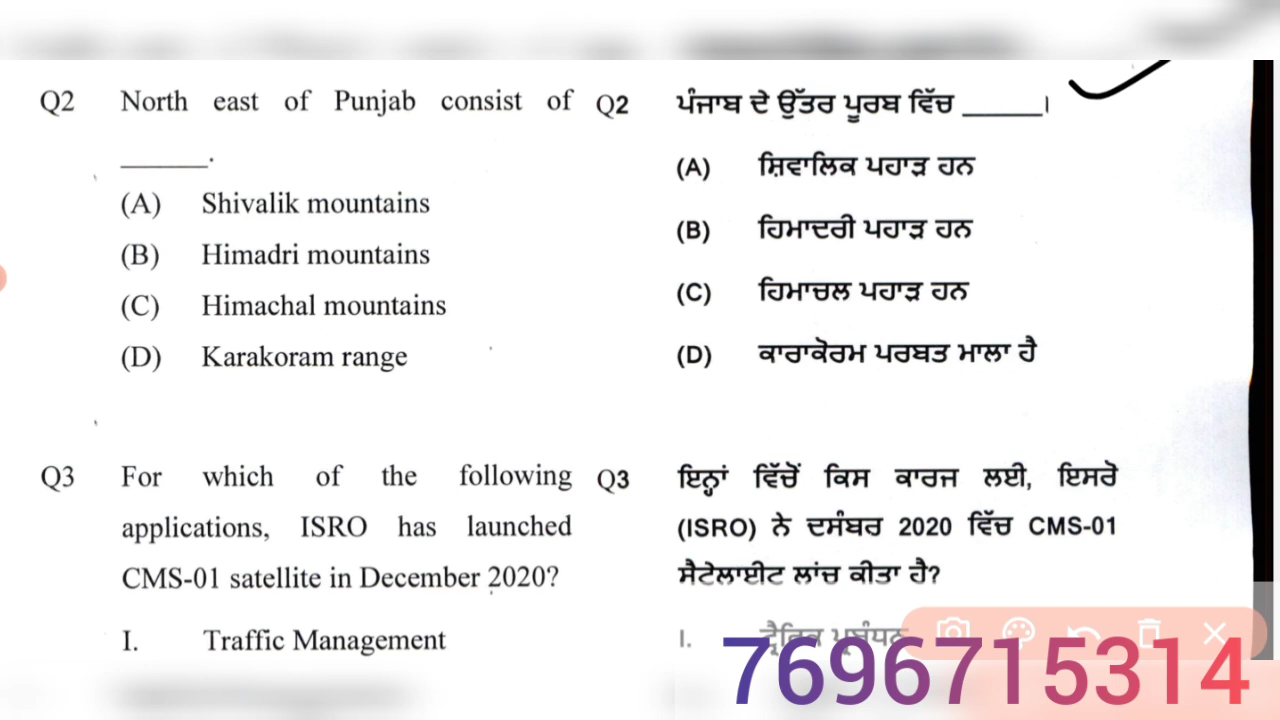 Q2 North east of Punjab consist of
______.
(A) Shivalik mountains
(B) Himadri mountains
(C) Himachal mountains
(D) Karakoram range
Q3 For which of the following
applications, ISRO has launched
CMS-01 satellite in December 2020?
I. Traffic Management
Q2 ਪੰਜਾਬ ਦੇ ਉੱਤਰ ਪੂਰਬ ਵਿੱਚ ______।
(A) ਸ਼ਿਵਾਲਿਕ ਪਹਾੜ ਹਨ
(B) ਹਿਮਾਦਰੀ ਪਹਾੜ ਹਨ
(C) ਹਿਮਾਚਲ ਪਹਾੜ ਹਨ
(D) ਕਾਰਾਕੋਰਮ ਪਰਬਤ ਮਾਲਾ ਹੈ
Q3 ਇਨ੍ਹਾਂ ਵਿੱਚੋਂ ਕਿਸ ਕਾਰਜ ਲਈ, ਇਸਰੋ
(ISRO) ਨੇ ਦਸੰਬਰ 2020 ਵਿੱਚ CMS-01
ਸੈਟੇਲਾਈਟ ਲਾਂਚ ਕੀਤਾ ਹੈ?
I.
7696715314